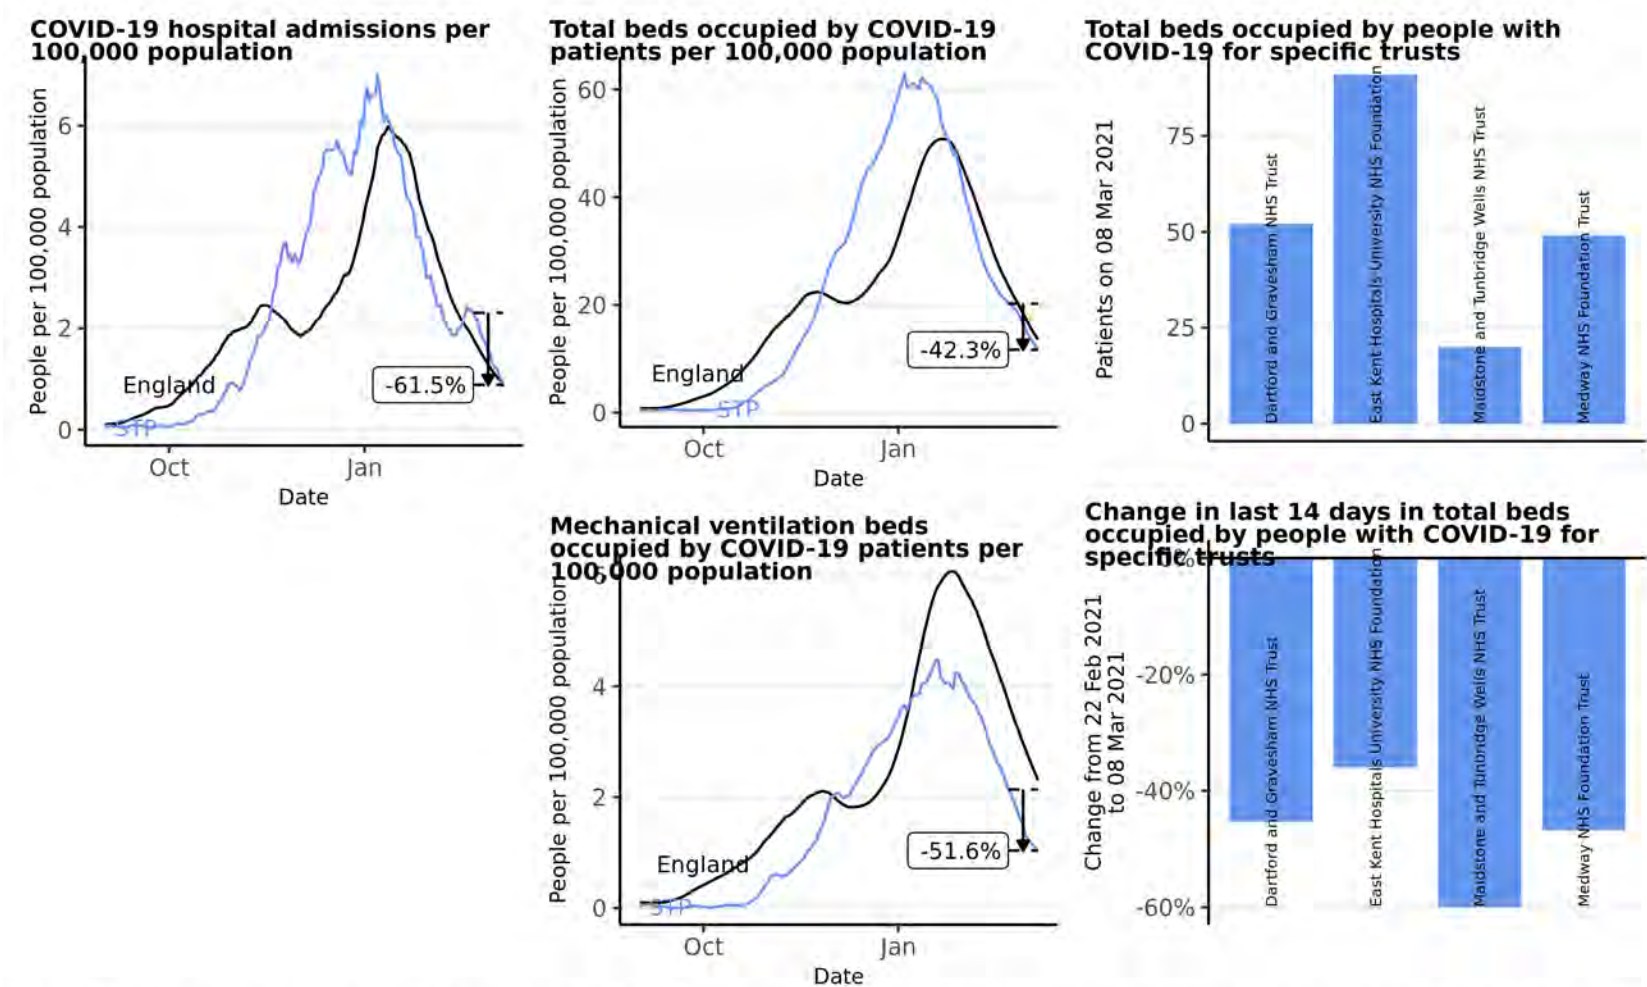 COVID-19 hospital admissions per
100,000 population
People per 100,000 population
6
4
2
0
England
STP
-61.5%
Oct
Jan
Date
Total beds occupied by COVID-19
patients per 100,000 population
People per 100,000 population
60
40
20
0
England
STP
-42.3%
Oct
Jan
Date
Total beds occupied by people with
COVID-19 for specific trusts
Patients on 08 Mar 2021
75
50
25
0
Dartford and Gravesham NHS Trust
East Kent Hospitals University NHS Foundation
Maidstone and Tunbridge Wells NHS Trust
Medway NHS Foundation Trust
Mechanical ventilation beds
occupied by COVID-19 patients per
100,000 population
People per 100,000 population
6
4
2
0
England
STP
-51.6%
Oct
Jan
Date
Change in last 14 days in total beds
occupied by people with COVID-19 for
specific trusts
Change from 22 Feb 2021
to 08 Mar 2021
0%
-20%
-40%
-60%
Dartford and Gravesham NHS Trust
East Kent Hospitals University NHS Foundation
Maidstone and Tunbridge Wells NHS Trust
Medway NHS Foundation Trust